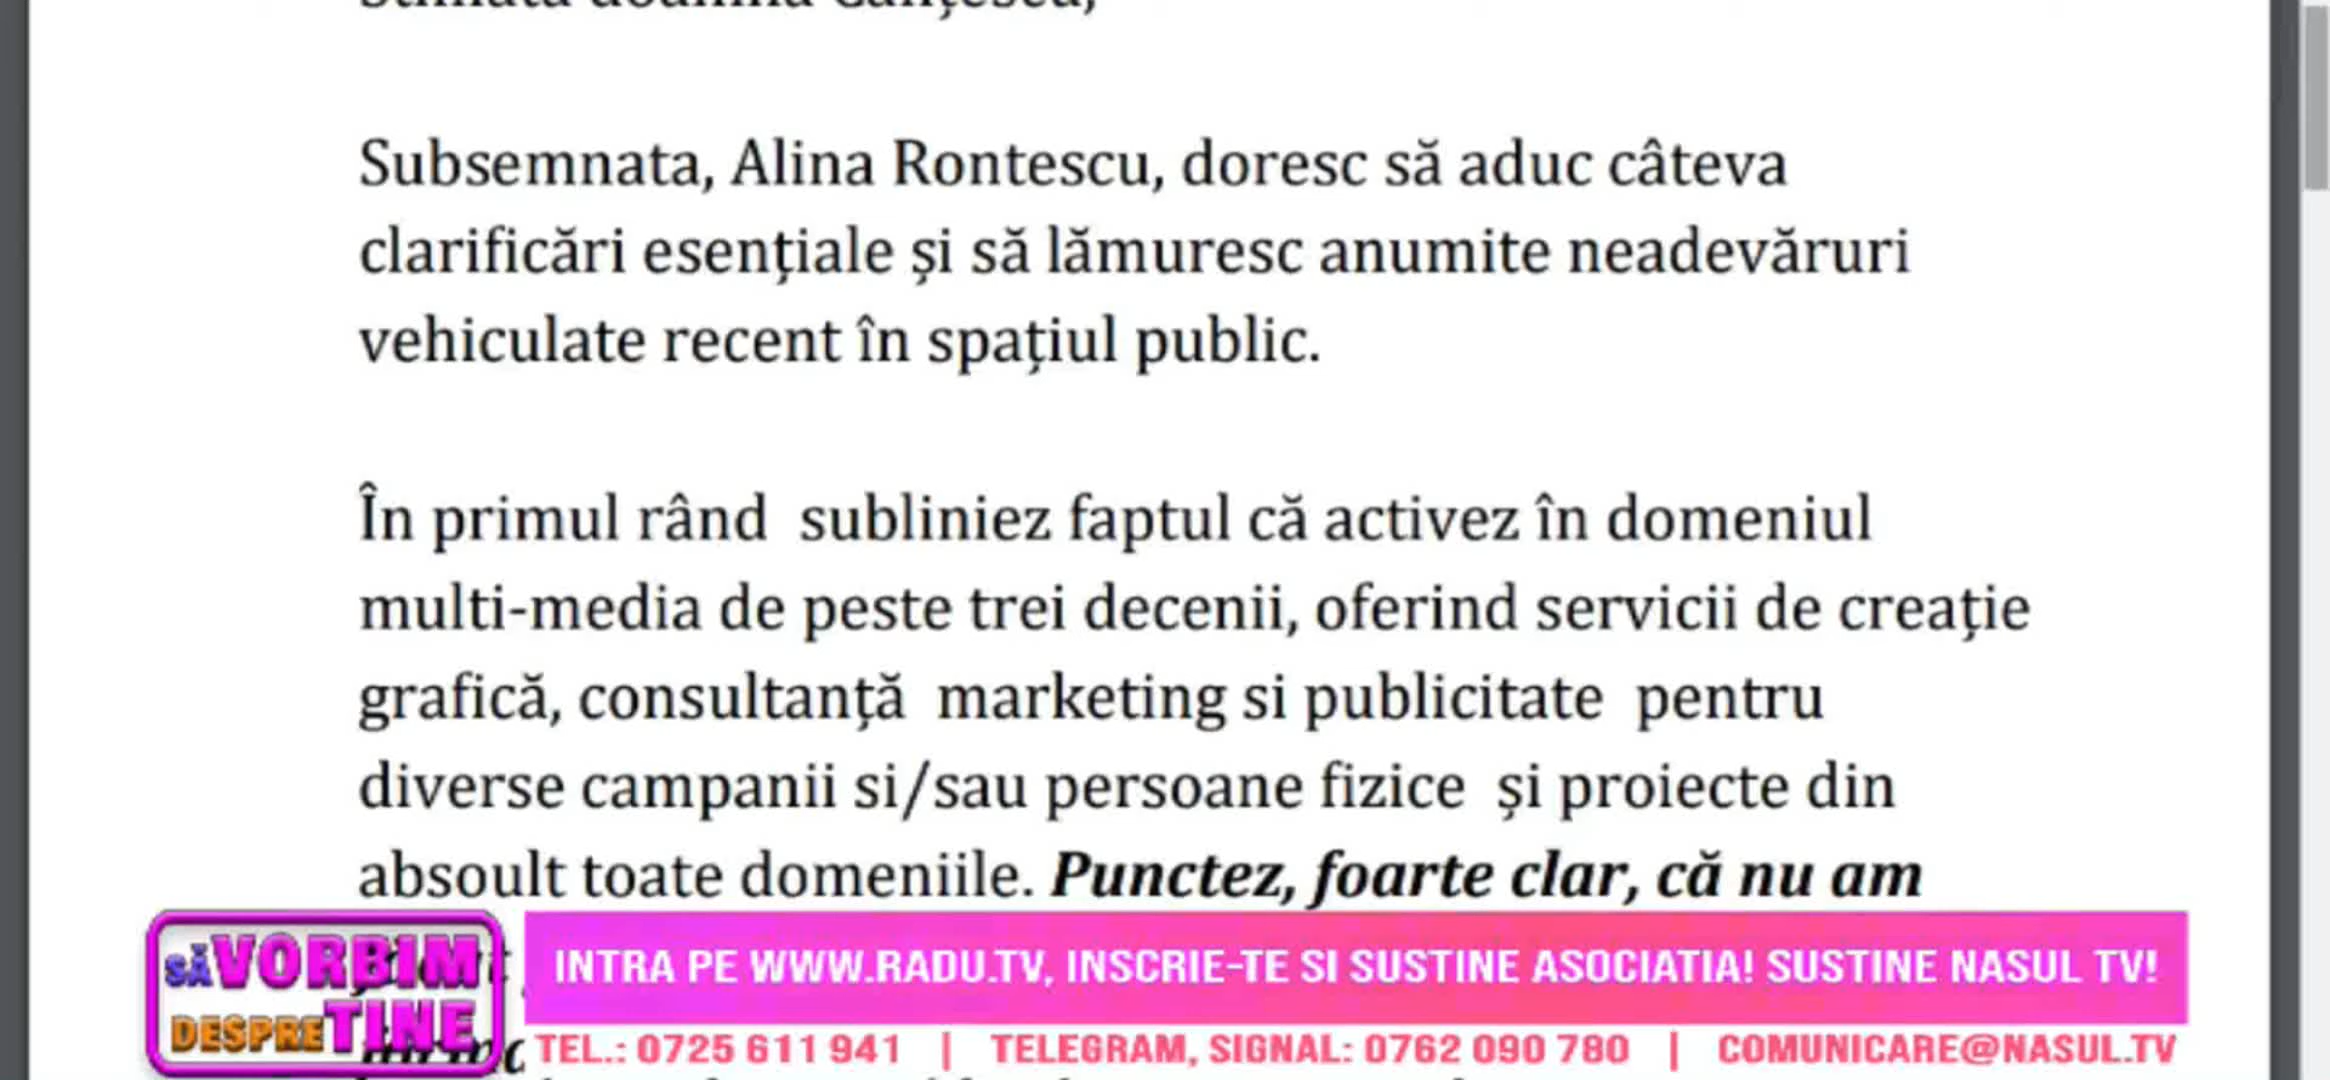 Stimată doamna
Subsemnata, Alina Rontescu, doresc să aduc câteva
clarificări esențiale și să lămuresc anumite neadevăruri
vehiculate recent în spațiul public.
În primul rând  subliniez faptul că activez în domeniul
multi-media de peste trei decenii, oferind servicii de creație
grafică, consultanță  marketing si publicitate  pentru
diverse campanii si/sau persoane fizice  și proiecte din
absoult toate domeniile. Punctez, foarte clar, că nu am
SĂ VORBIM
DESPRE TINE
INTRA PE WWW.RADU.TV, INSCRIE-TE SI SUSTINE ASOCIATIA! SUSTINE NASUL TV!
TEL.: 0725 611 941 | TELEGRAM, SIGNAL: 0762 090 780 | COMUNICARE@NASUL.TV